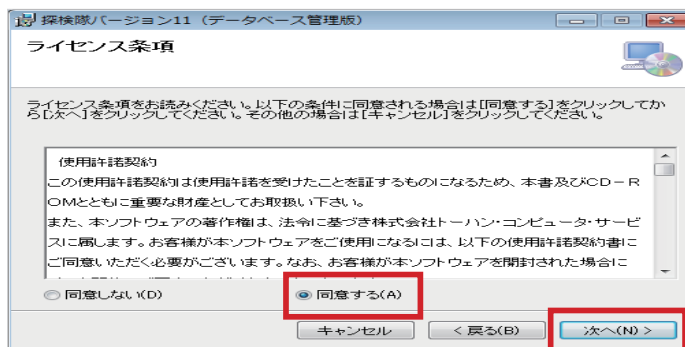 探検隊バージョン11（データベース管理版）
ライセンス条項
ライセンス条項をお読みください。以下の条件に同意される場合は[同意する]をクリックしてか
ら[次へ]をクリックしてください。その他の場合は[キャンセル]をクリックしてください。
使用許諾契約
この使用許諾契約は使用許諾を受けたことを証するものになるため、本書及びCD－R
OMとともに重要な財産としてお取扱い下さい。
また、本ソフトウェアの著作権は、法令に基づき株式会社トーハン・コンピュータ・サービ
スに属します。お客様が本ソフトウェアをご使用になるには、以下の使用許諾契約書に
ご同意いただく必要がございます。なお、お客様が本ソフトウェアを開封された場合に
同意しない(D)
同意する(A)
キャンセル
< 戻る(B)
次へ(N) >